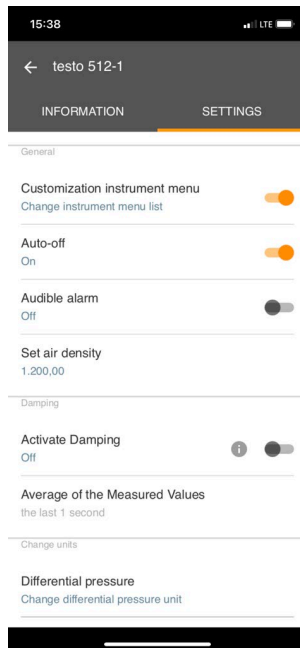 15:38
LTE
testo 512-1
INFORMATION
SETTINGS
General
Customization instrument menu
Change instrument menu list
Auto-off
On
Audible alarm
Off
Set air density
1.200,00
Damping
Activate Damping
Off
i
Average of the Measured Values
the last 1 second
Change units
Differential pressure
Change differential pressure unit